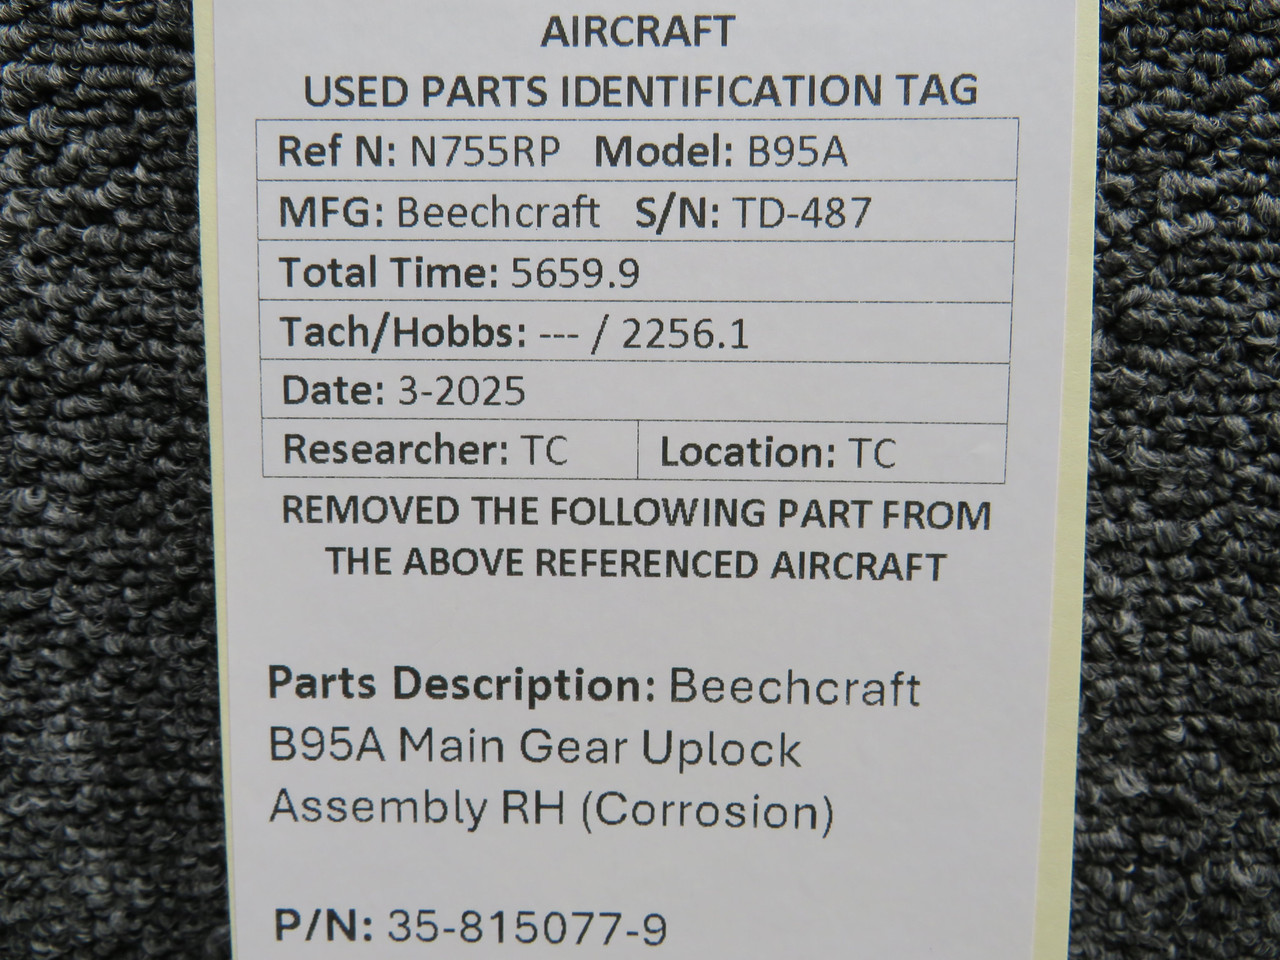 AIRCRAFT
USED PARTS IDENTIFICATION TAG
Ref N: N755RP Model: B95A
MFG: Beechcraft S/N: TD-487
Total Time: 5659.9
Tach/Hobbs: --- / 2256.1
Date: 3-2025
Researcher: TC Location: TC
REMOVED THE FOLLOWING PART FROM
THE ABOVE REFERENCED AIRCRAFT
Parts Description: Beechcraft
B95A Main Gear Uplock
Assembly RH (Corrosion)
P/N: 35-815077-9